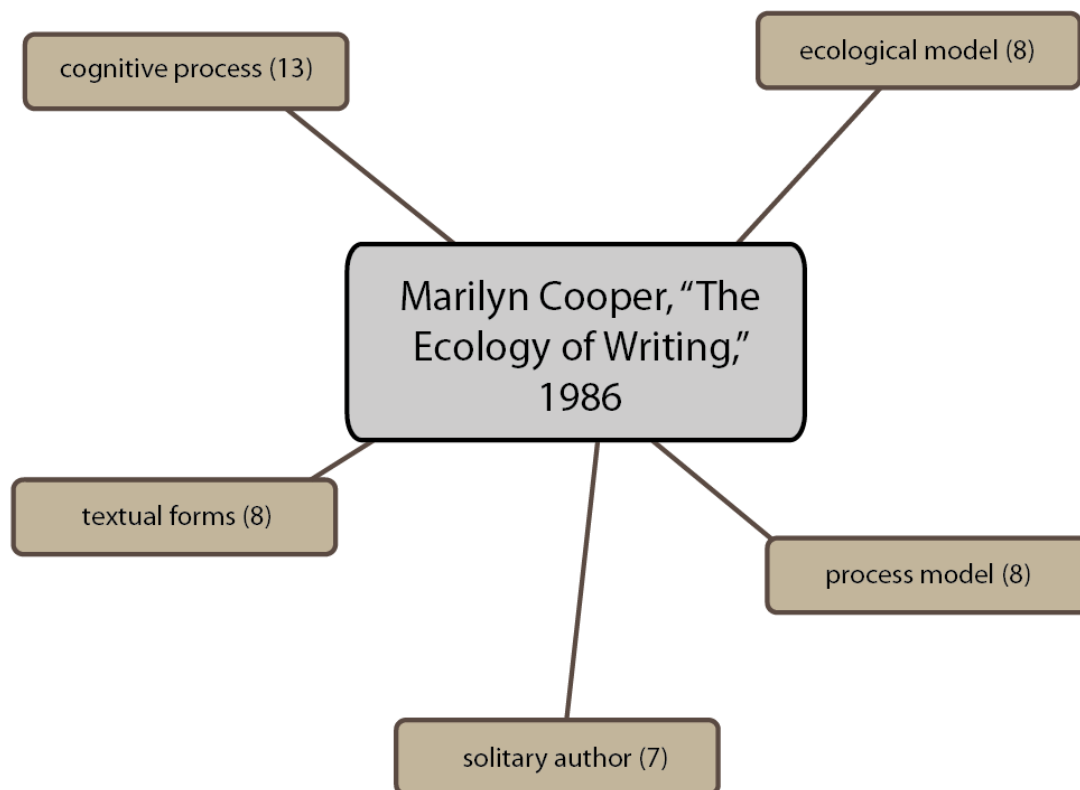 cognitive process (13)
ecological model (8)
Marilyn Cooper, “The
Ecology of Writing,”
1986
textual forms (8)
process model (8)
solitary author (7)